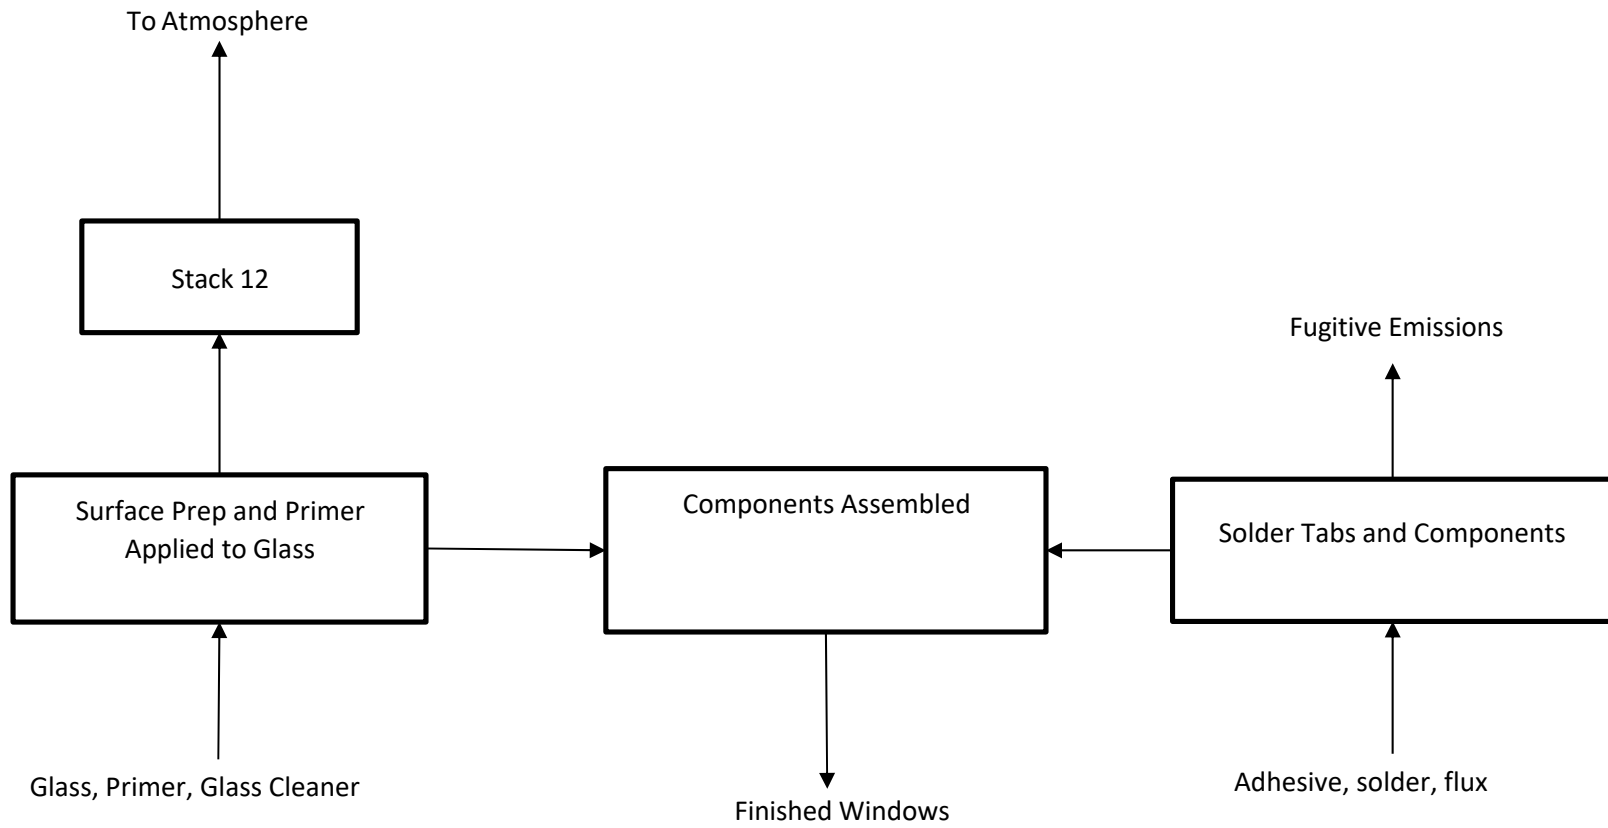 To Atmosphere
Stack 12
Fugitive Emissions
Surface Prep and Primer
Applied to Glass
Components Assembled
Solder Tabs and Components
Glass, Primer, Glass Cleaner
Finished Windows
Adhesive, solder, flux